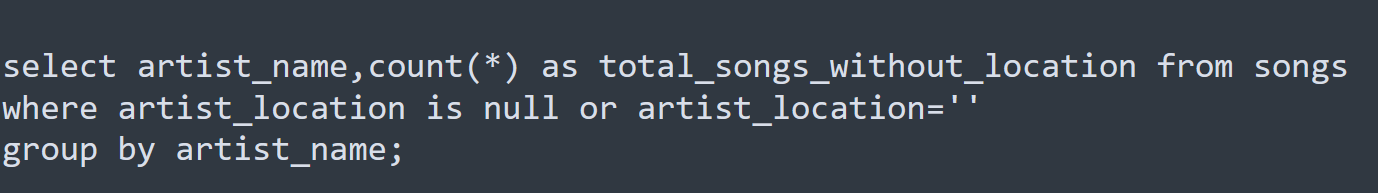 select artist_name,count(*) as total_songs_without_location from songs
where artist_location is null or artist_location=''
group by artist_name;